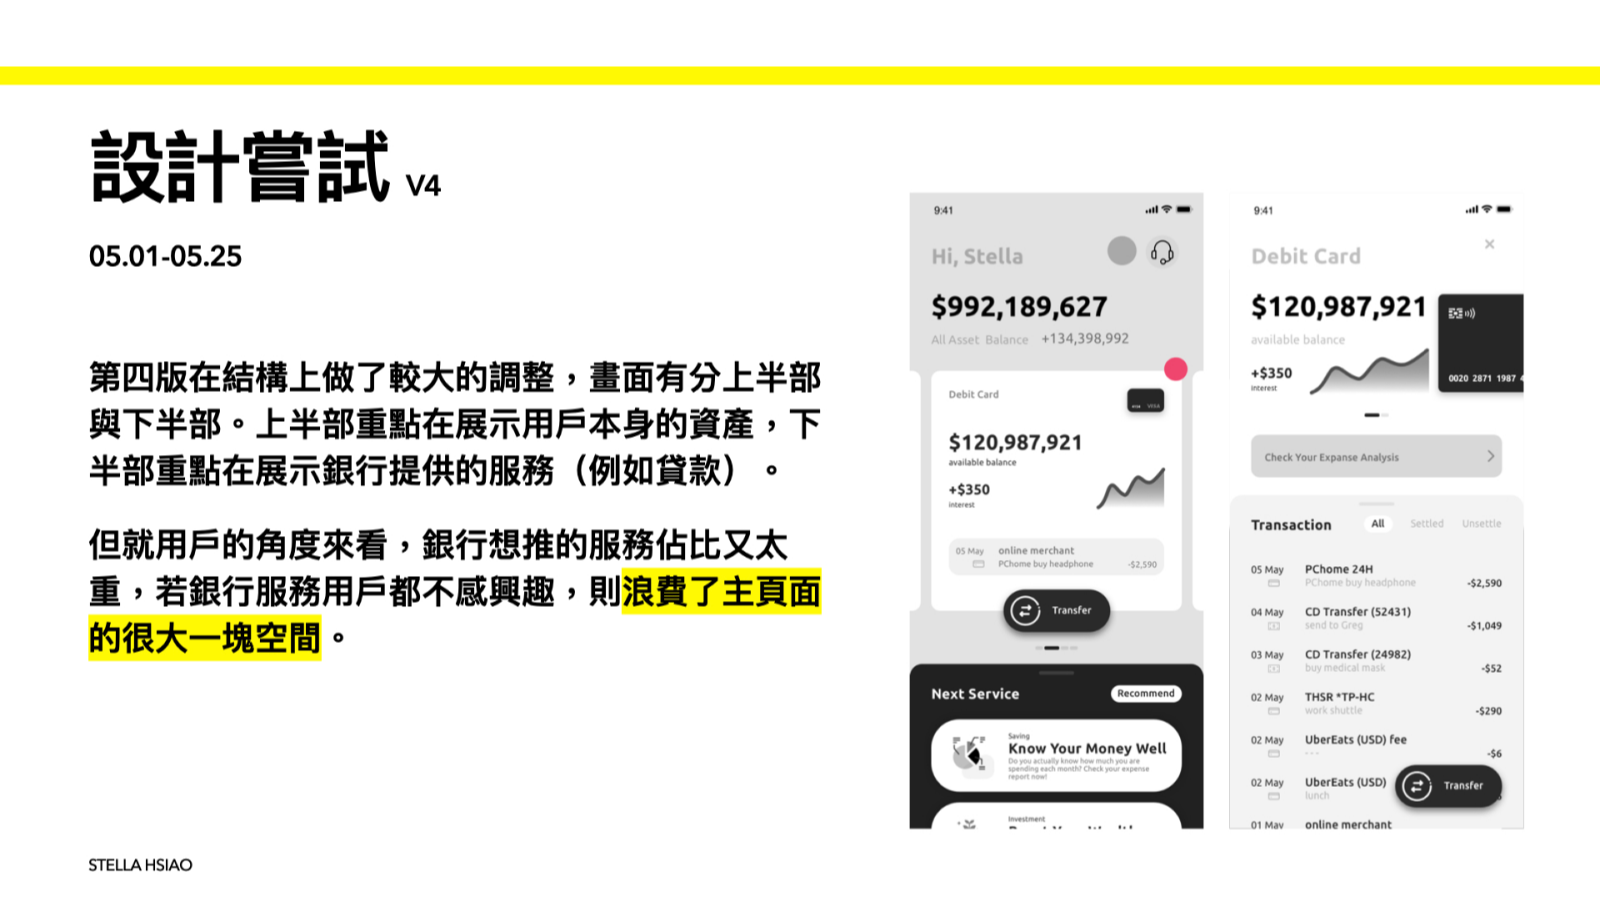 設計嘗試 V4
05.01-05.25
第四版在結構上做了較大的調整，畫面有分上半部
與下半部。上半部重點在展示用戶本身的資產，下
半部重點在展示銀行提供的服務（例如貸款）。
但就用戶的角度來看，銀行想推的服務佔比又太
重，若銀行服務用戶都不感興趣，則浪費了主頁面
的很大一塊空間。
STELLA HSIAO
9:41
Hi, Stella
$992,189,627
All Asset Balance +134,398,992
Debit Card
VISA
$120,987,921
available balance
+$350
interest
05 May online merchant
PChome buy headphone -$2,590
Transfer
Next Service Recommend
Saving
Know Your Money Well
Do you actually know how much you are
spending each month? Check your expense
report now!
Investment
9:41
Debit Card
$120,987,921
available balance
+$350
interest
0020 2871 1987
Check Your Expanse Analysis
Transaction All Settled Unsettle
05 May PChome 24H
PChome buy headphone -$2,590
04 May CD Transfer (52431)
send to Greg -$1,049
03 May CD Transfer (24982)
buy medical mask -$52
02 May THSR *TP-HC
work shuttle -$290
02 May UberEats (USD) fee
--- -$6
02 May UberEats (USD)
lunch
Transfer
01 May online merchant